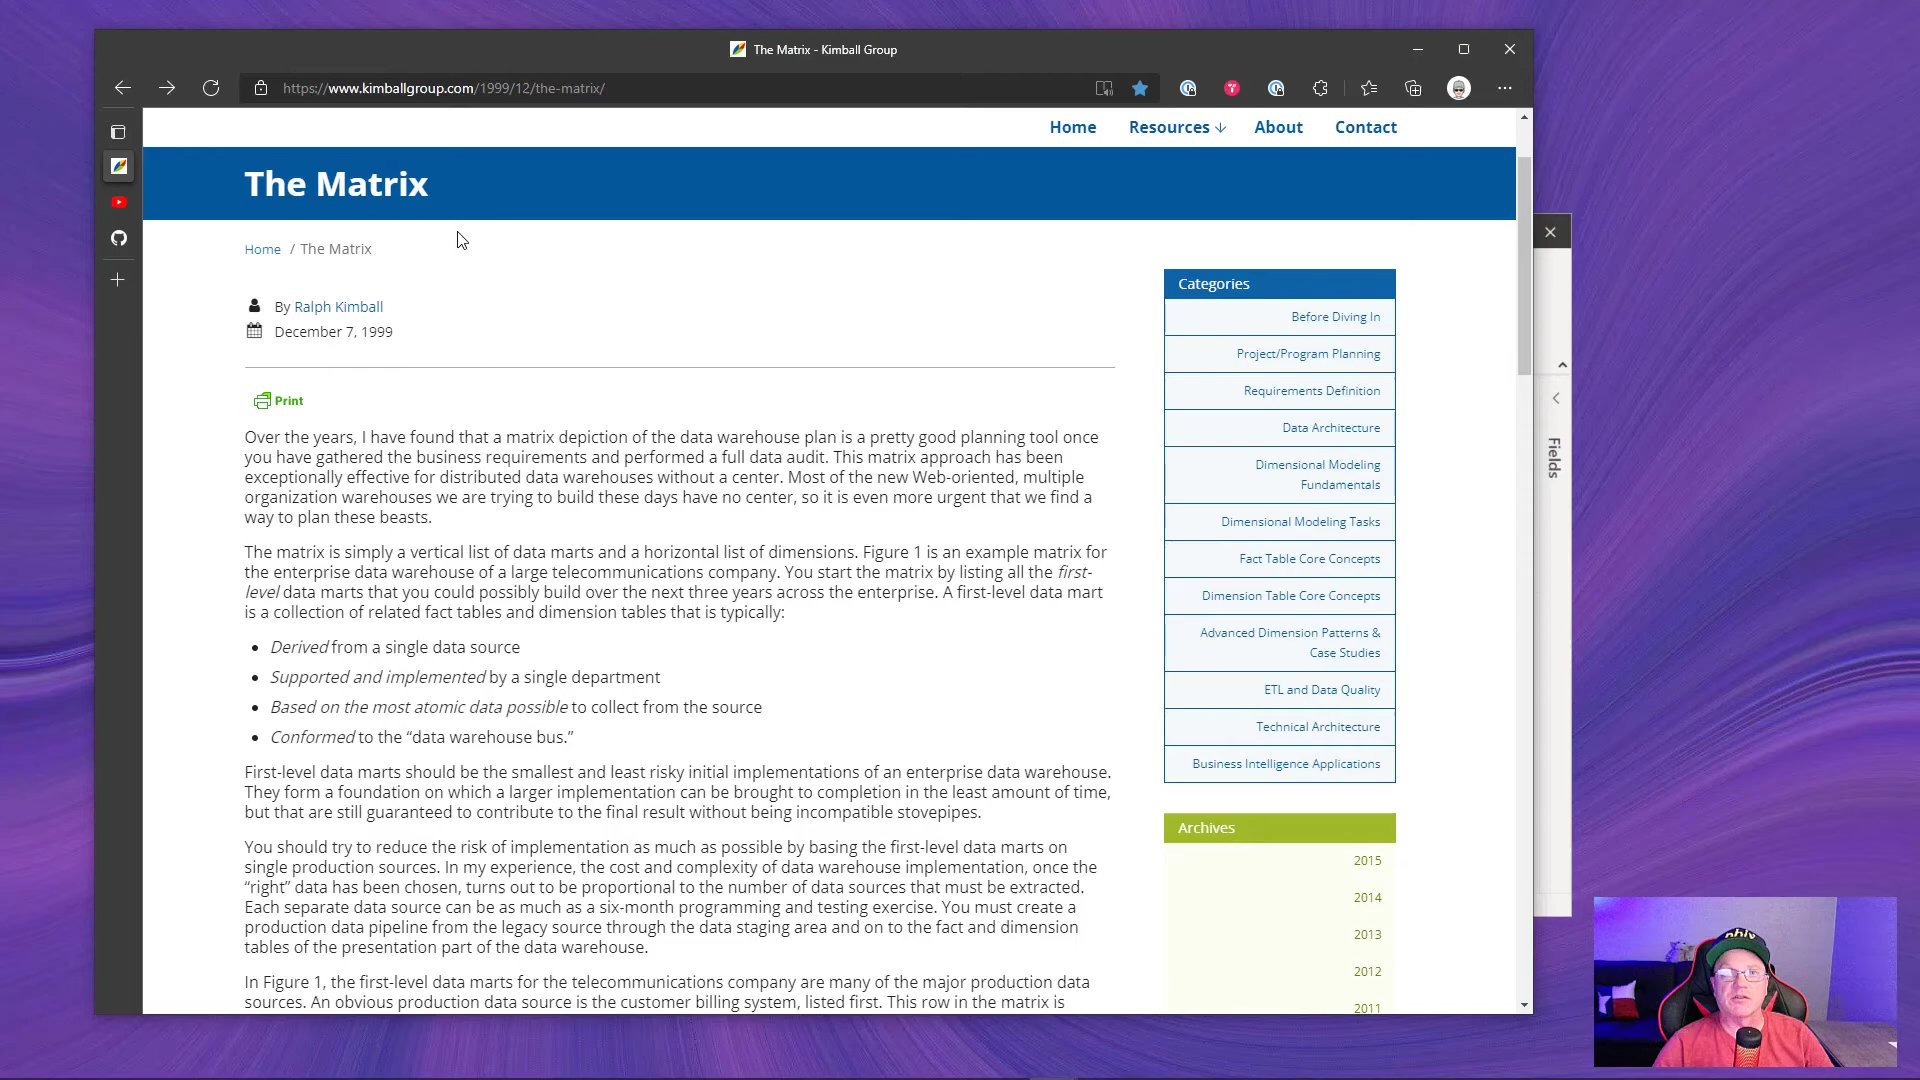 The Matrix - Kimball Group
https://www.kimballgroup.com/1999/12/the-matrix/
Home Resources About Contact
The Matrix
Home / The Matrix
By Ralph Kimball
December 7, 1999
Print
Over the years, I have found that a matrix depiction of the data warehouse plan is a pretty good planning tool once
you have gathered the business requirements and performed a full data audit. This matrix approach has been
exceptionally effective for distributed data warehouses without a center. Most of the new Web-oriented, multiple
organization warehouses we are trying to build these days have no center, so it is even more urgent that we find a
way to plan these beasts.
The matrix is simply a vertical list of data marts and a horizontal list of dimensions. Figure 1 is an example matrix for
the enterprise data warehouse of a large telecommunications company. You start the matrix by listing all the first-
level data marts that you could possibly build over the next three years across the enterprise. A first-level data mart
is a collection of related fact tables and dimension tables that is typically:
Derived from a single data source
Supported and implemented by a single department
Based on the most atomic data possible to collect from the source
Conformed to the “data warehouse bus.”
First-level data marts should be the smallest and least risky initial implementations of an enterprise data warehouse.
They form a foundation on which a larger implementation can be brought to completion in the least amount of time,
but that are still guaranteed to contribute to the final result without being incompatible stovepipes.
You should try to reduce the risk of implementation as much as possible by basing the first-level data marts on
single production sources. In my experience, the cost and complexity of data warehouse implementation, once the
“right” data has been chosen, turns out to be proportional to the number of data sources that must be extracted.
Each separate data source can be as much as a six-month programming and testing exercise. You must create a
production data pipeline from the legacy source through the data staging area and on to the fact and dimension
tables of the presentation part of the data warehouse.
In Figure 1, the first-level data marts for the telecommunications company are many of the major production data
sources. An obvious production data source is the customer billing system, listed first. This row in the matrix is
Categories
Before Diving In
Project/Program Planning
Requirements Definition
Data Architecture
Dimensional Modeling
Fundamentals
Dimensional Modeling Tasks
Fact Table Core Concepts
Dimension Table Core Concepts
Advanced Dimension Patterns &
Case Studies
ETL and Data Quality
Technical Architecture
Business Intelligence Applications
Archives
2015
2014
2013
2012
2011
Fields